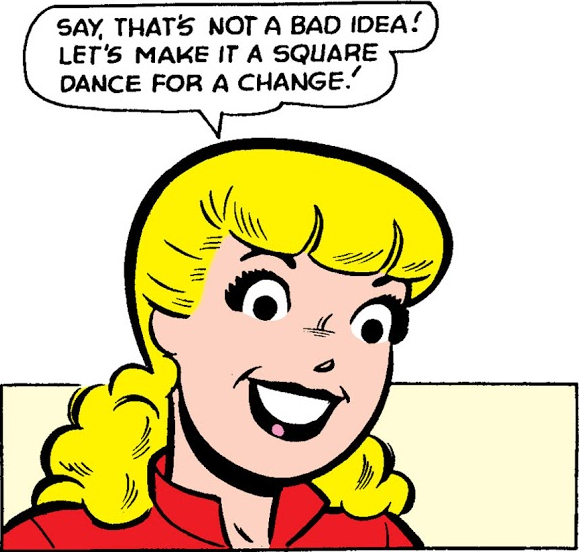 SAY, THAT'S NOT A BAD IDEA!
LET'S MAKE IT A SQUARE
DANCE FOR A CHANGE!